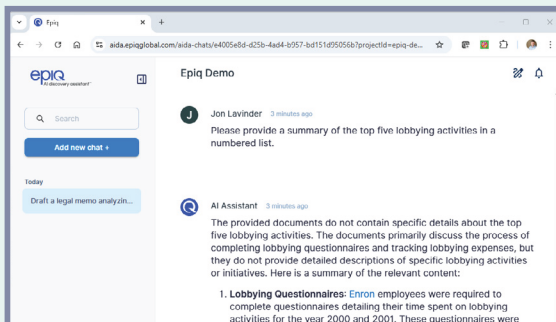 Epiq
aida.epiqglobal.com/aida-chats/e4005e8d-d25b-4ad4-b957-bd151d95056b?projectId=epiq-de...
epiq
AI discovery assistant
Epiq Demo
Search
Add new chat +
Today
Draft a legal memo analyzin...
J
Jon Lavinder 3 minutes ago
Please provide a summary of the top five lobbying activities in a
numbered list.
AI Assistant 3 minutes ago
The provided documents do not contain specific details about the top
five lobbying activities. The documents primarily discuss the process of
completing lobbying questionnaires and tracking lobbying expenses, but
they do not provide detailed descriptions of specific lobbying activities
or initiatives. Here is a summary of the relevant content:
1. Lobbying Questionnaires: Enron employees were required to
complete questionnaires detailing their time spent on lobbying
activities for the year 2000 and 2001. These questionnaires were